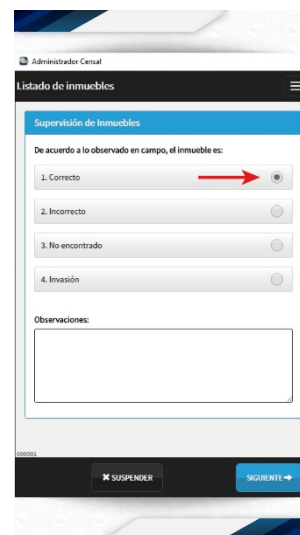 Administrador Censal
Listado de inmuebles
Supervisión de Inmuebles
De acuerdo a lo observado en campo, el inmueble es:
1. Correcto
2. Incorrecto
3. No encontrado
4. Invasión
Observaciones:
G00001
✖ SUSPENDER
SIGUIENTE ➔